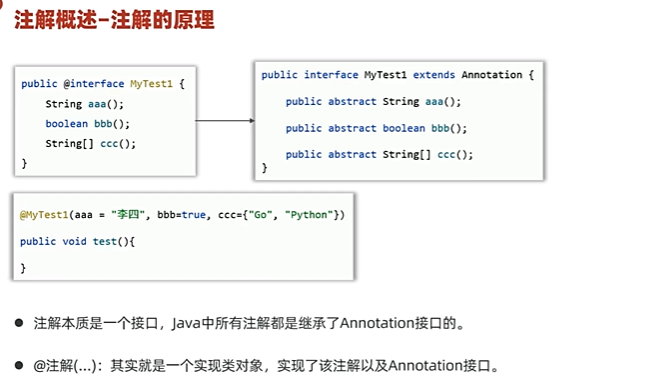 注解概述-注解的原理
public @interface MyTest1 {
String aaa();
boolean bbb();
String[] ccc();
}
public interface MyTest1 extends Annotation {
public abstract String aaa();
public abstract boolean bbb();
public abstract String[] ccc();
}
@MyTest1(aaa = "李四", bbb=true, ccc={"Go", "Python"})
public void test(){
}
● 注解本质是一个接口，Java中所有注解都是继承了Annotation接口的。
● @注解(...)：其实就是一个实现类对象，实现了该注解以及Annotation接口。